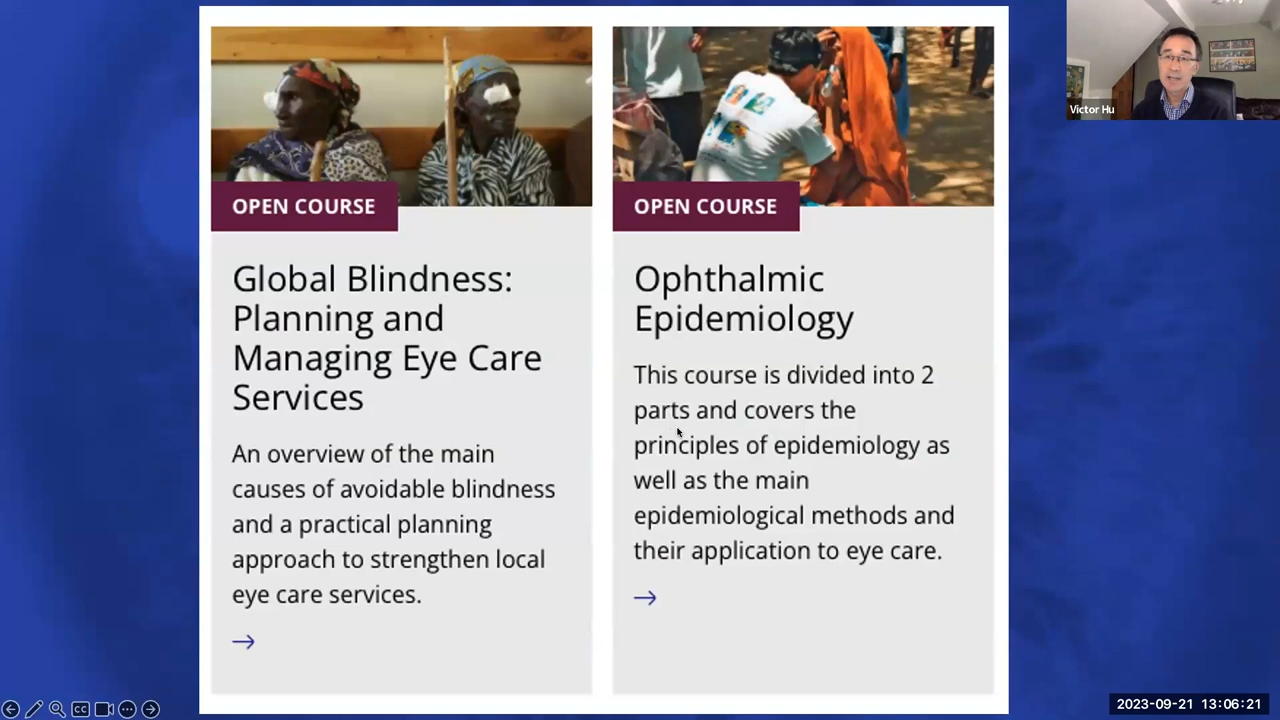 OPEN COURSE
Global Blindness:
Planning and
Managing Eye Care
Services
An overview of the main
causes of avoidable blindness
and a practical planning
approach to strengthen local
eye care services.
OPEN COURSE
Ophthalmic
Epidemiology
This course is divided into 2
parts and covers the
principles of epidemiology as
well as the main
epidemiological methods and
their application to eye care.
Victor Hu
CC
2023-09-21 13:06:21